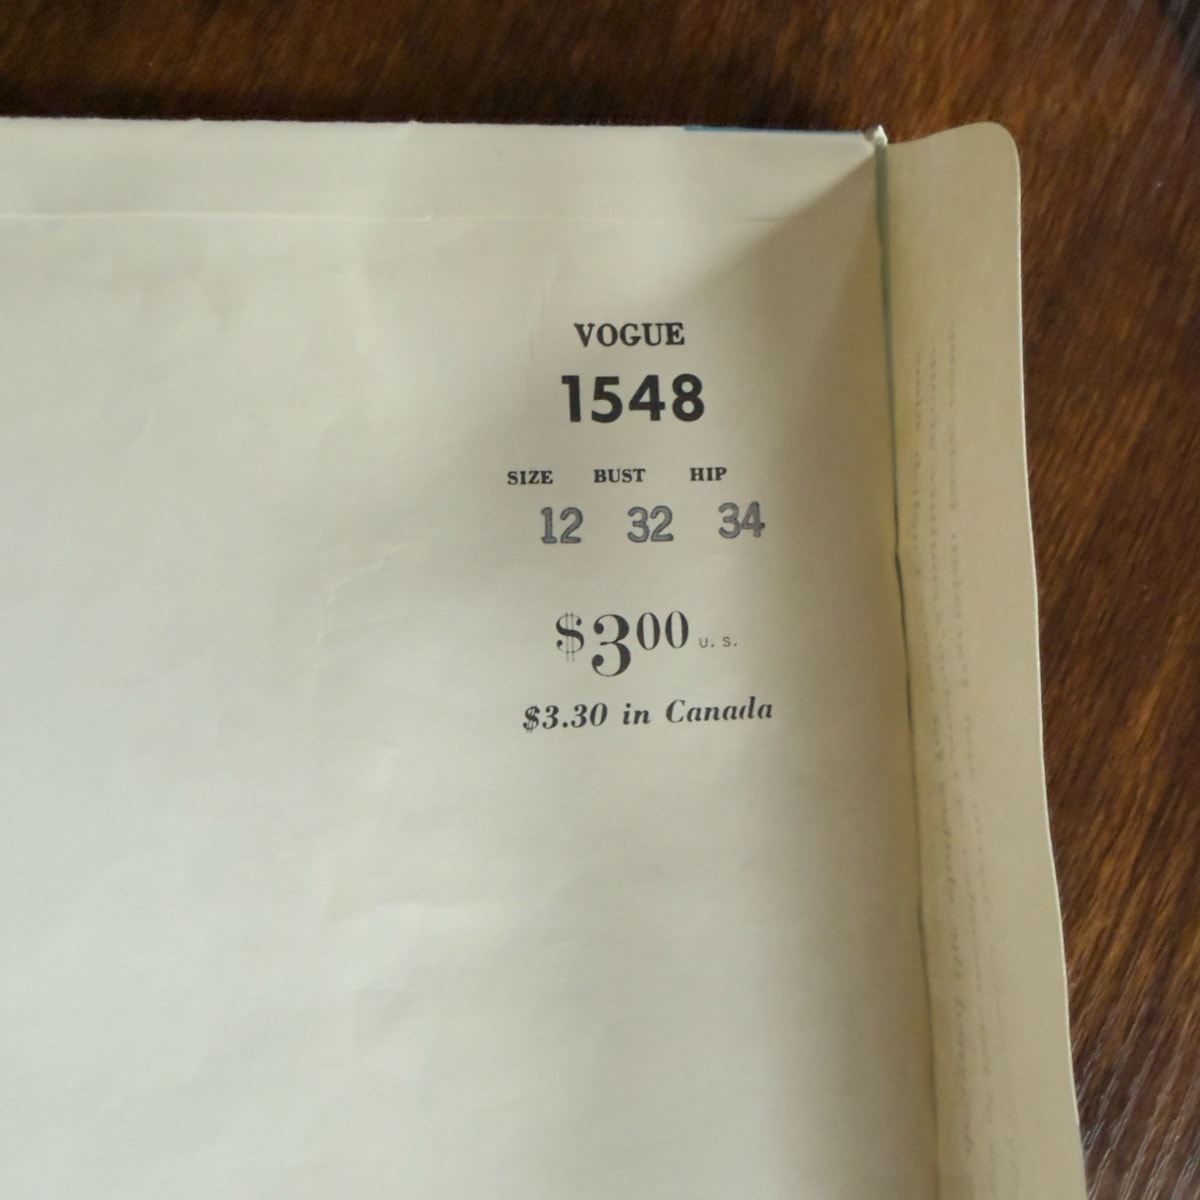 VOGUE
1548
SIZE BUST HIP
12 32 34
$3.00 U. S.
$3.30 in Canada